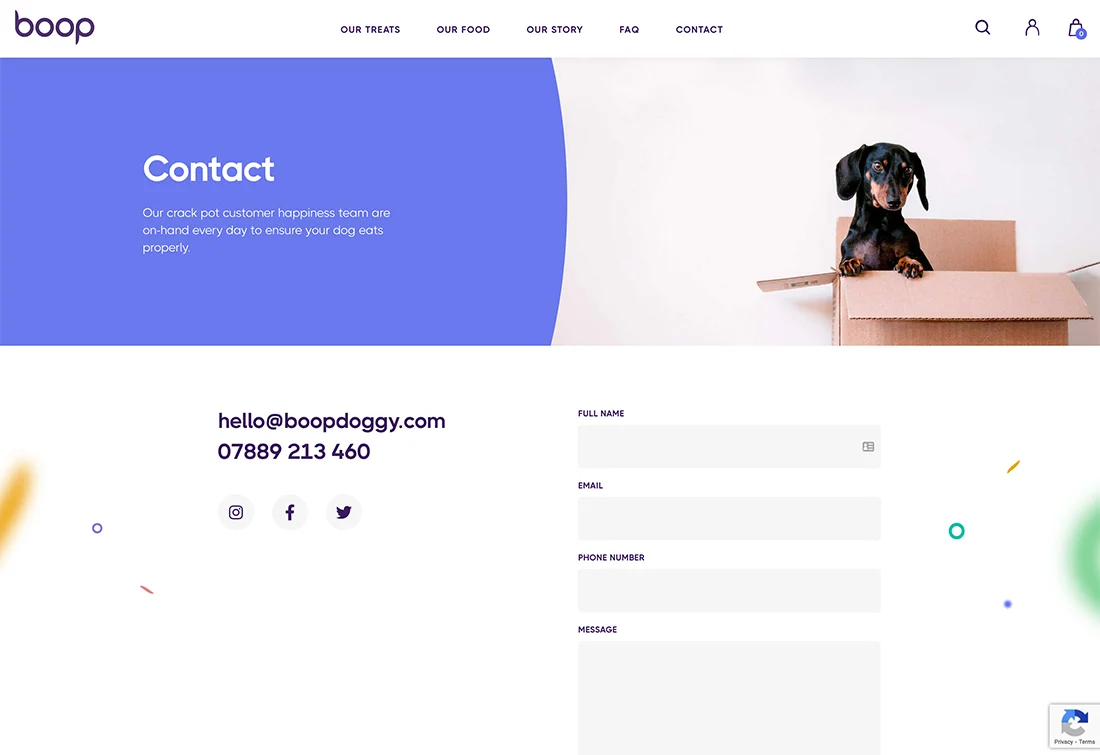 boop
OUR TREATS
OUR FOOD
OUR STORY
FAQ
CONTACT
0
Contact
Our crack pot customer happiness team are
on-hand every day to ensure your dog eats
properly.
hello@boopdoggy.com
07889 213 460
FULL NAME
EMAIL
PHONE NUMBER
MESSAGE
Privacy - Terms